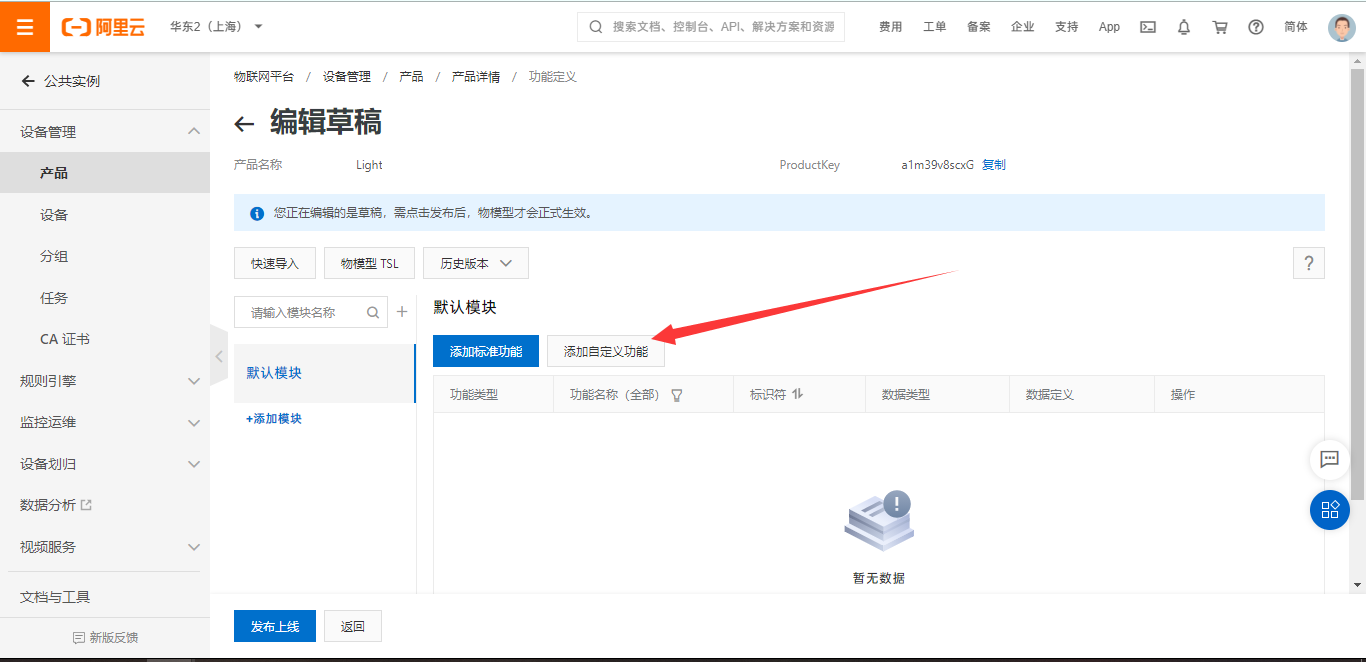 阿里云
华东2（上海）
搜索文档、控制台、API、解决方案和资源
费用 工单 备案 企业 支持 App 简体
公共实例
设备管理
产品
设备
分组
任务
CA 证书
规则引擎
监控运维
设备划归
数据分析
视频服务
文档与工具
新版反馈
物联网平台 / 设备管理 / 产品 / 产品详情 / 功能定义
编辑草稿
产品名称 Light ProductKey a1m39v8scxG 复制
您正在编辑的是草稿，需点击发布后，物模型才会正式生效。
快速导入 物模型 TSL 历史版本 ?
请输入模块名称 +
默认模块
+添加模块
默认模块
添加标准功能 添加自定义功能
功能类型 功能名称（全部） 标识符 数据类型 数据定义 操作
暂无数据
发布上线 返回